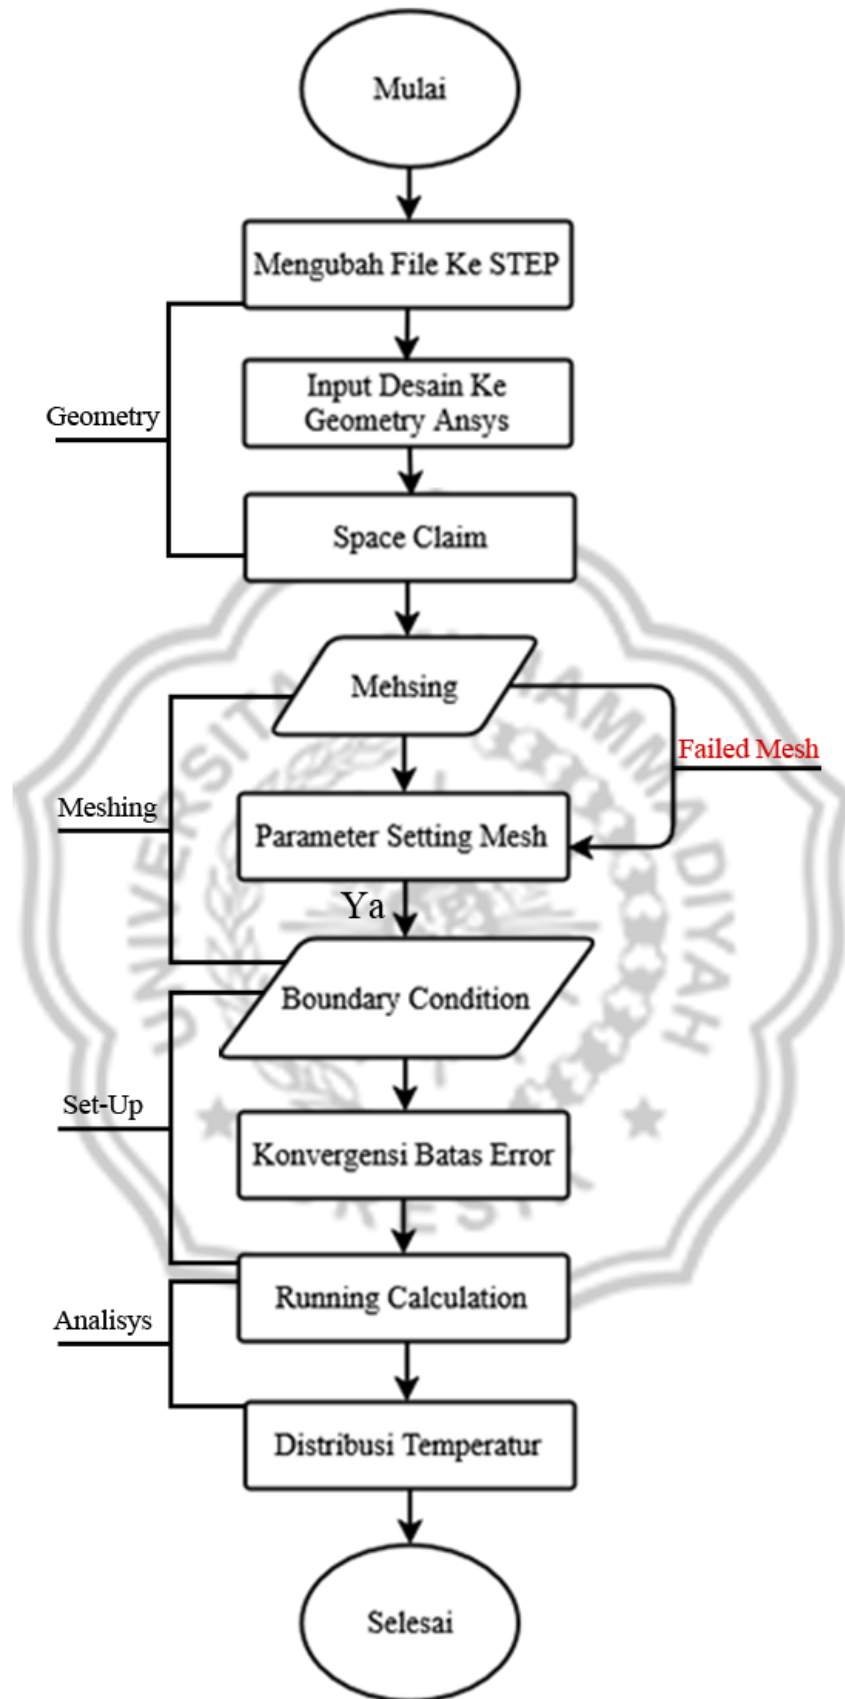 Mulai
Mengubah File Ke STEP
Input Desain Ke
Geometry Ansys
Geometry
Space Claim
Mehsing
Failed Mesh
Meshing
Parameter Setting Mesh
Ya
Boundary Condition
Set-Up
Konvergensi Batas Error
Running Calculation
Analisys
Distribusi Temperatur
Selesai